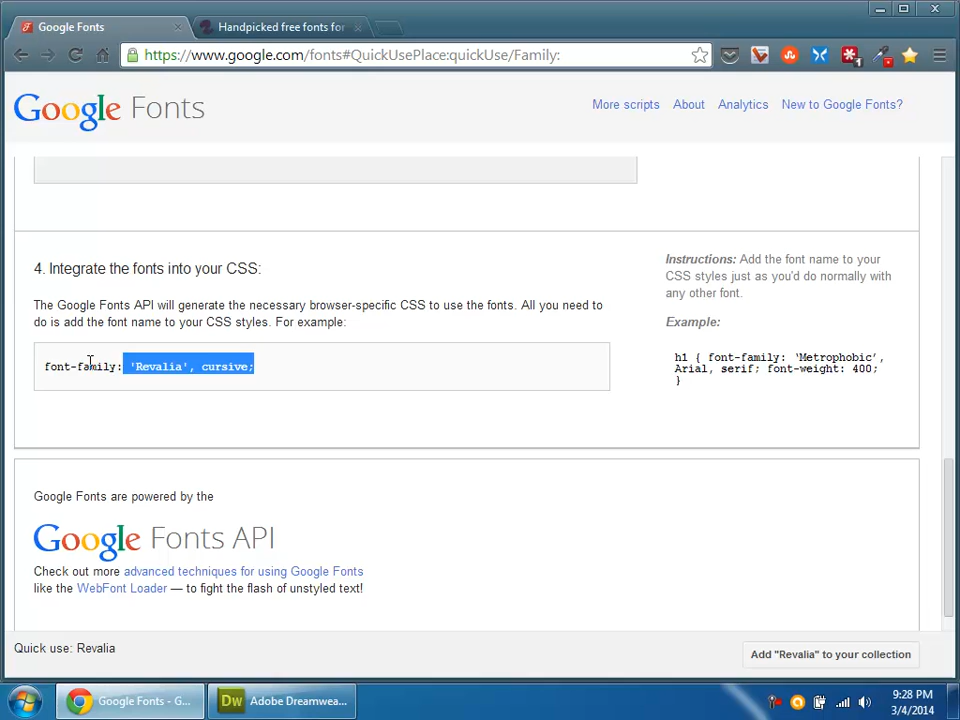 Google Fonts
Handpicked free fonts for
https://www.google.com/fonts#QuickUsePlace:quickUse/Family:
1
Google Fonts
More scripts
About
Analytics
New to Google Fonts?
4. Integrate the fonts into your CSS:
The Google Fonts API will generate the necessary browser-specific CSS to use the fonts. All you need to
do is add the font name to your CSS styles. For example:
font-family: 'Revalia', cursive;
Instructions: Add the font name to your
CSS styles just as you'd do normally with
any other font.
Example:
h1 { font-family: 'Metrophobic',
Arial, serif; font-weight: 400;
}
Google Fonts are powered by the
Google Fonts API
Check out more advanced techniques for using Google Fonts
like the WebFont Loader — to fight the flash of unstyled text!
Quick use: Revalia
Add "Revalia" to your collection
Google Fonts - G...
Dw
Adobe Dreamwea...
9:28 PM
3/4/2014